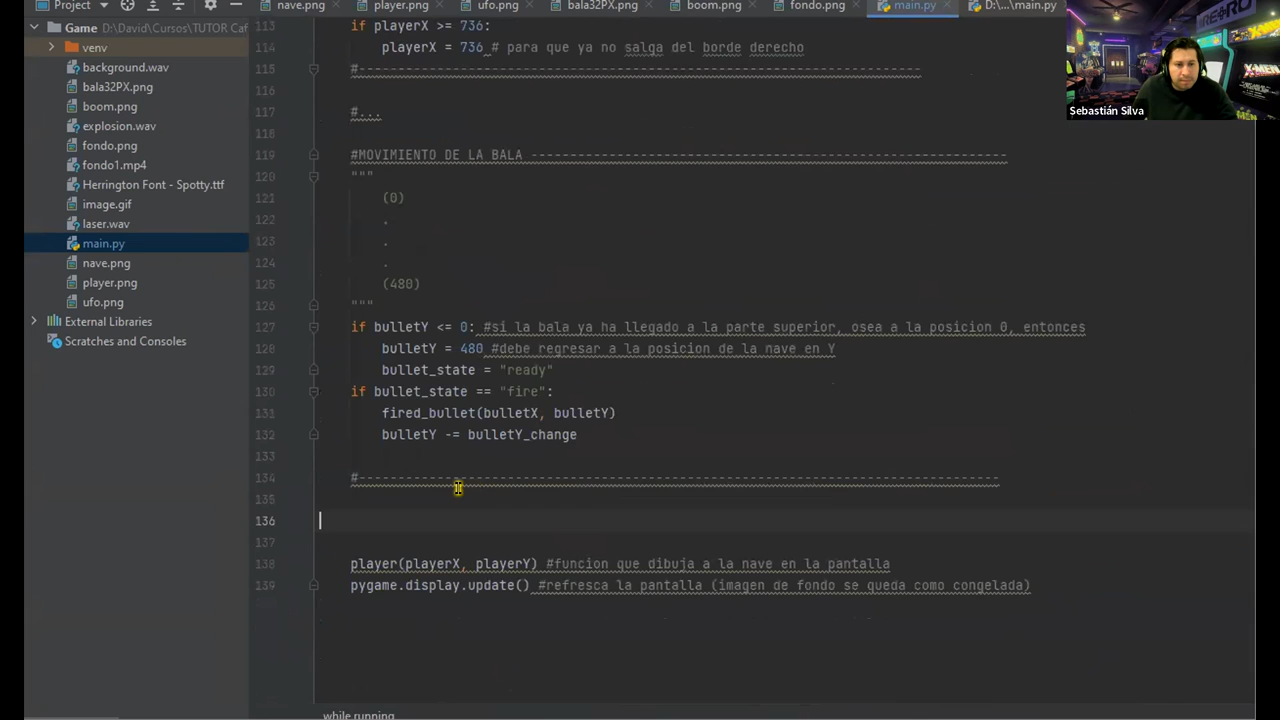 Project
nave.png
player.png
ufo.png
bala32PX.png
boom.png
fondo.png
main.py
D:\...\main.py
Game D:\David\Cursos\TUTOR Caf
venv
background.wav
bala32PX.png
boom.png
explosion.wav
fondo.png
fondo1.mp4
Herrington Font - Spotty.ttf
image.gif
laser.wav
main.py
nave.png
player.png
ufo.png
External Libraries
Scratches and Consoles
113 if playerX >= 736:
114 playerX = 736 # para que ya no salga del borde derecho
115 #------------------------------------------------------------------------
116
117 #...
118
119 #MOVIMIENTO DE LA BALA -------------------------------------------------------------
120 """
121 (0)
122 .
123 .
124 .
125 (480)
126 """
127 if bulletY <= 0: #si la bala ya ha llegado a la parte superior, osea a la posicion 0, entonces
128 bulletY = 480 #debe regresar a la posicion de la nave en Y
129 bullet_state = "ready"
130 if bullet_state == "fire":
131 fired_bullet(bulletX, bulletY)
132 bulletY -= bulletY_change
133
134 #----------------------------------------------------------------------------------
135
136
137
138 player(playerX, playerY) #funcion que dibuja a la nave en la pantalla
139 pygame.display.update() #refresca la pantalla (imagen de fondo se queda como congelada)
while running
RETRO
X-MEN
Sebastián Silva